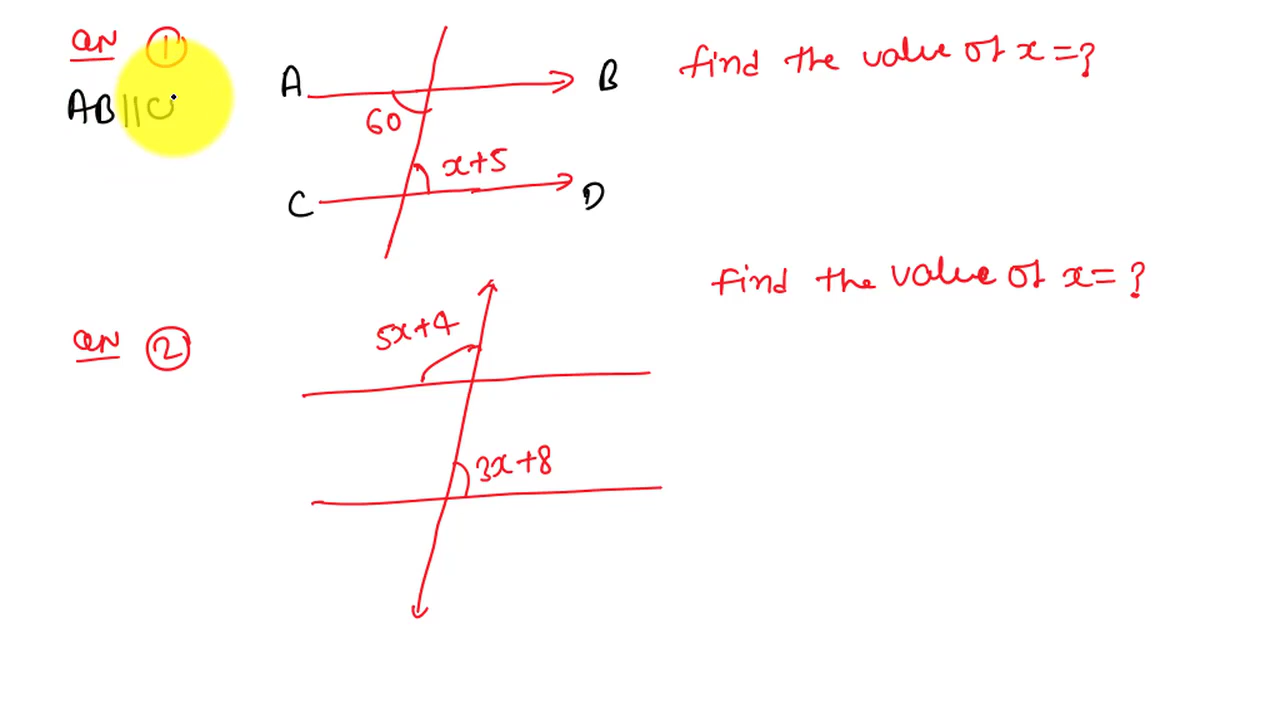 QN ①
AB||C
A
B
60
x+5
C
D
find the value of x=?
QN ②
5x+4
3x+8
find the value of x=?